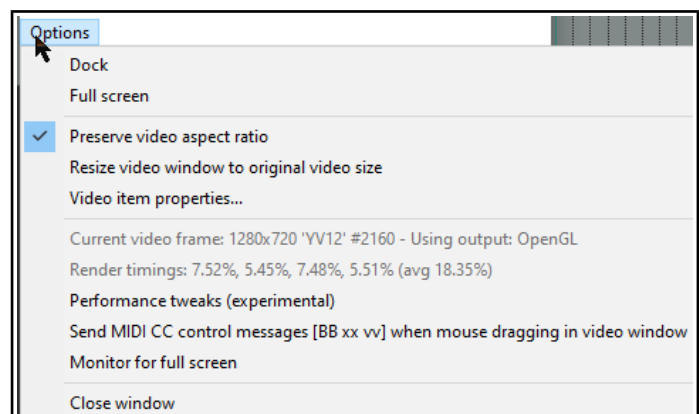 Options
Dock
Full screen
Preserve video aspect ratio
Resize video window to original video size
Video item properties...
Current video frame: 1280x720 'YV12' #2160 - Using output: OpenGL
Render timings: 7.52%, 5.45%, 7.48%, 5.51% (avg 18.35%)
Performance tweaks (experimental)
Send MIDI CC control messages [BB xx vv] when mouse dragging in video window
Monitor for full screen
Close window